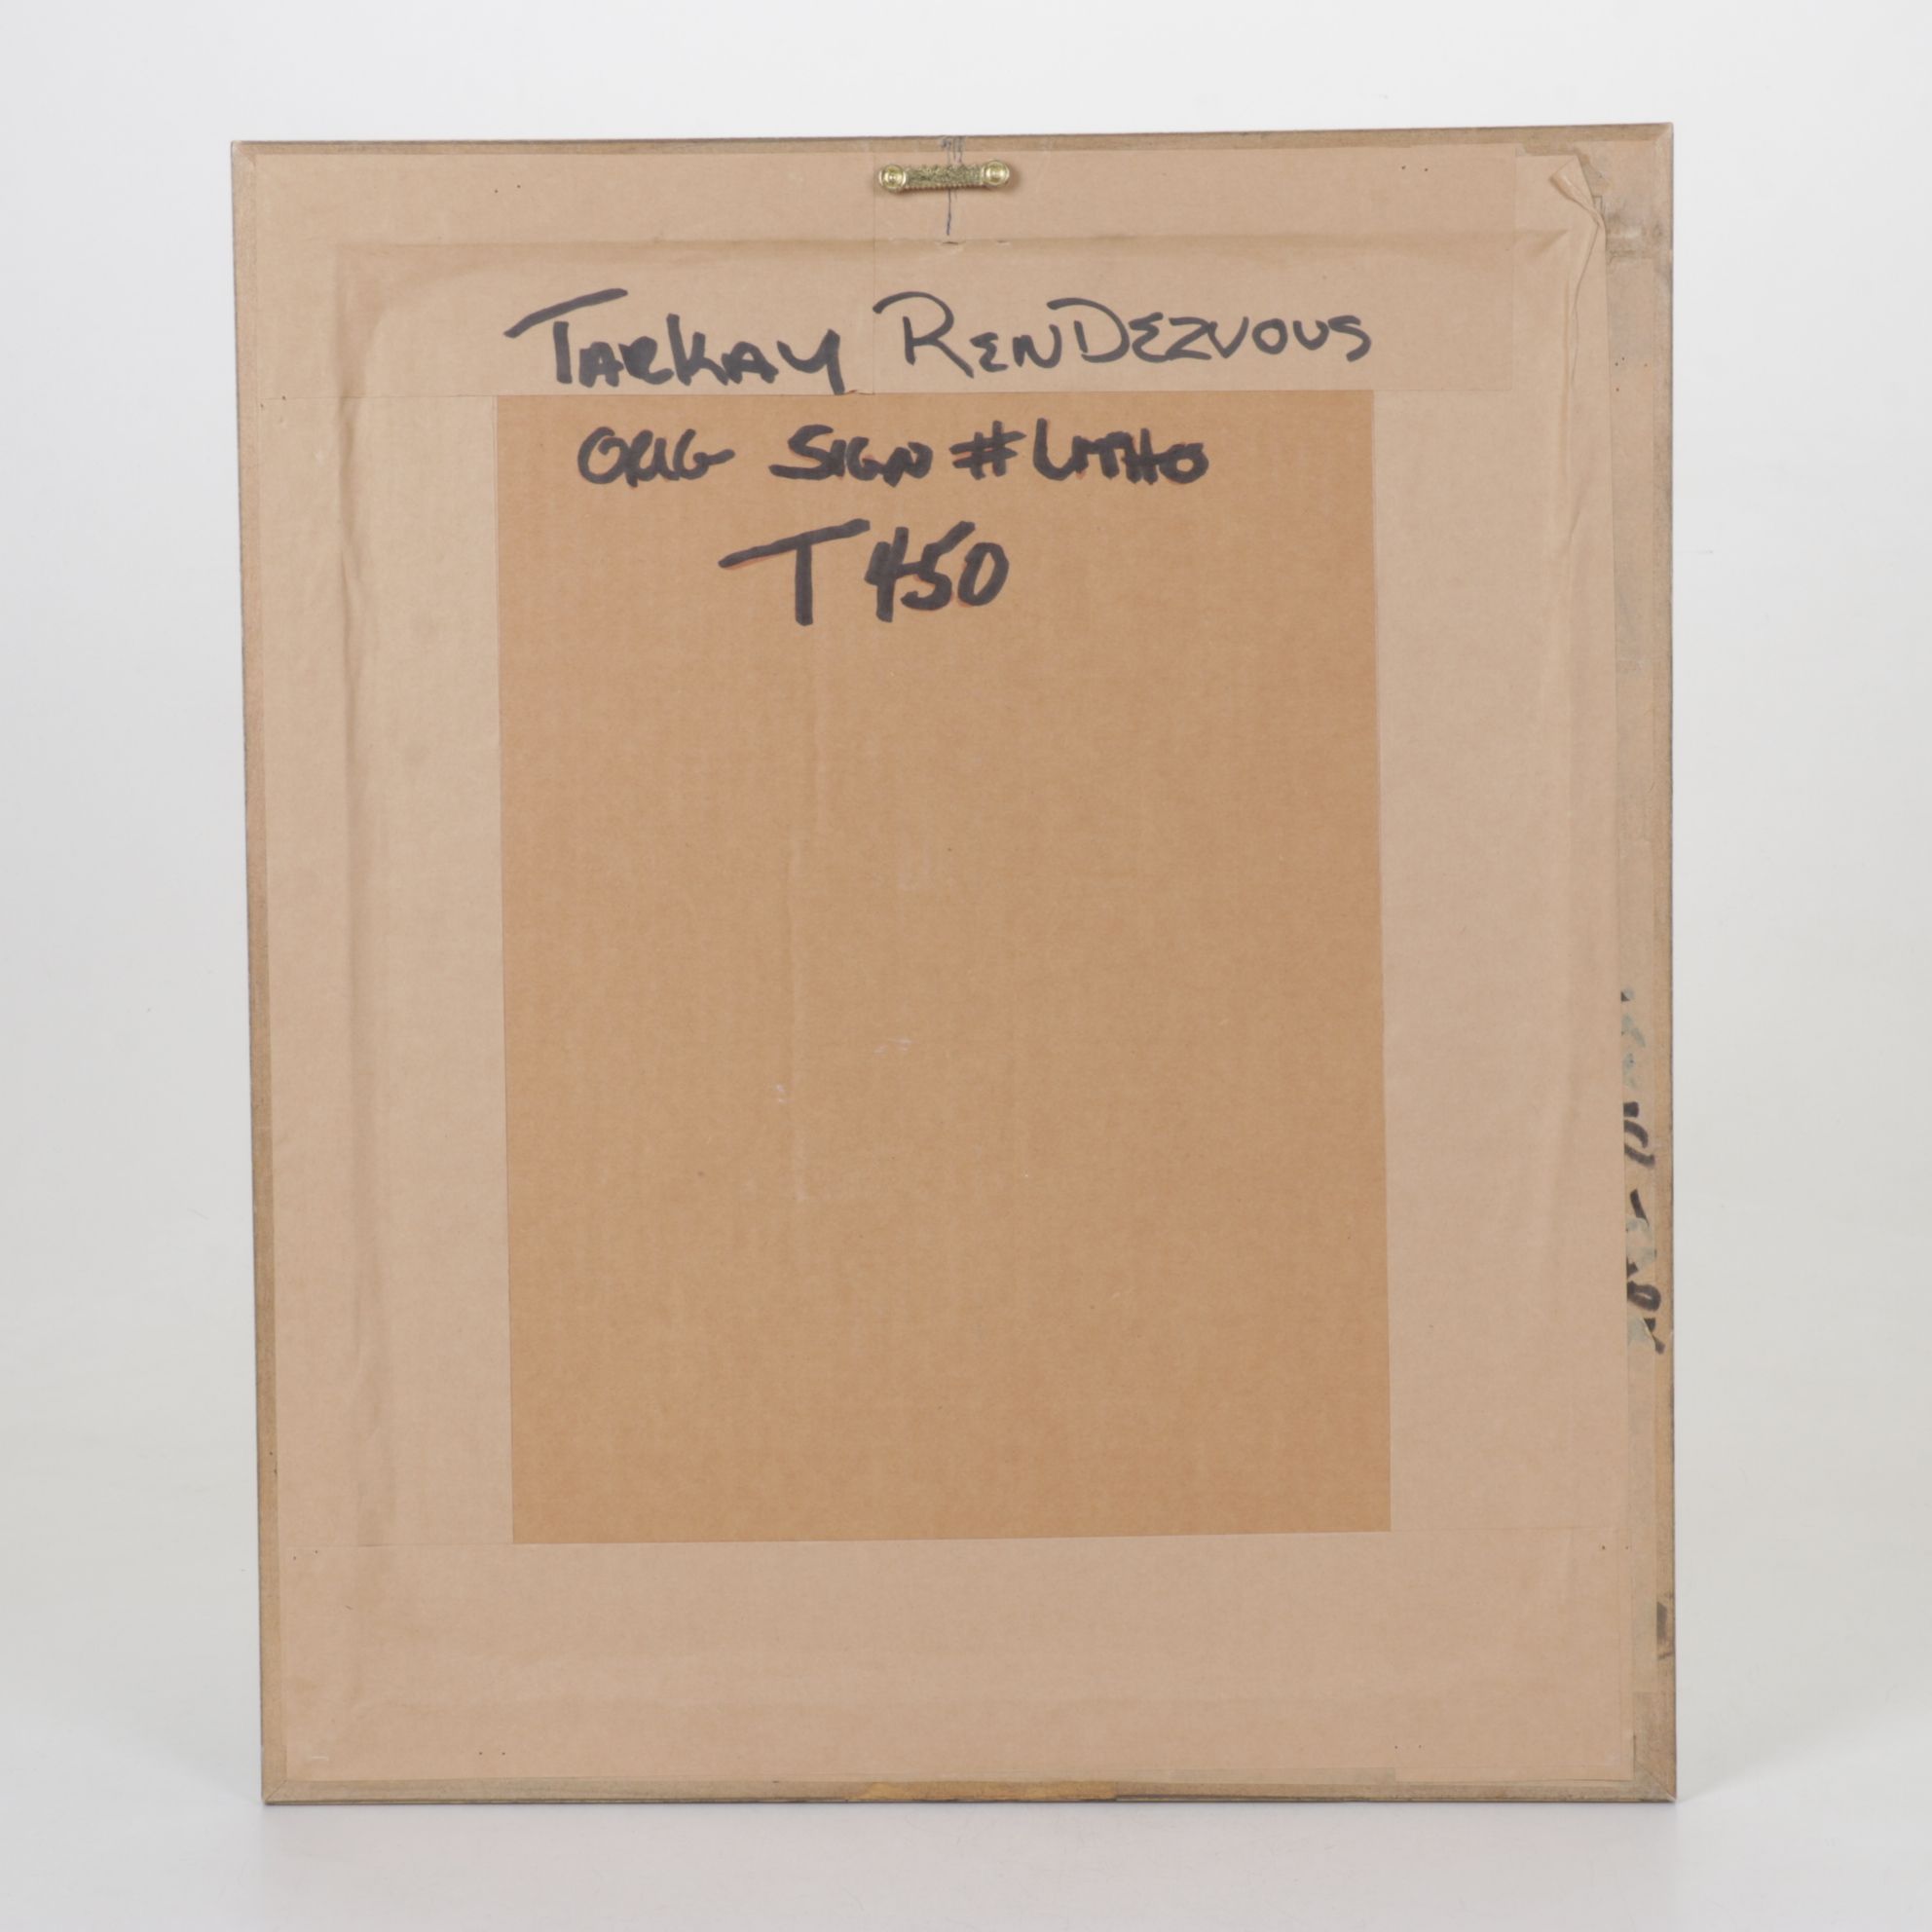 TARKAY RENDEZVOUS
ORIG SIGN # LITHO
T450